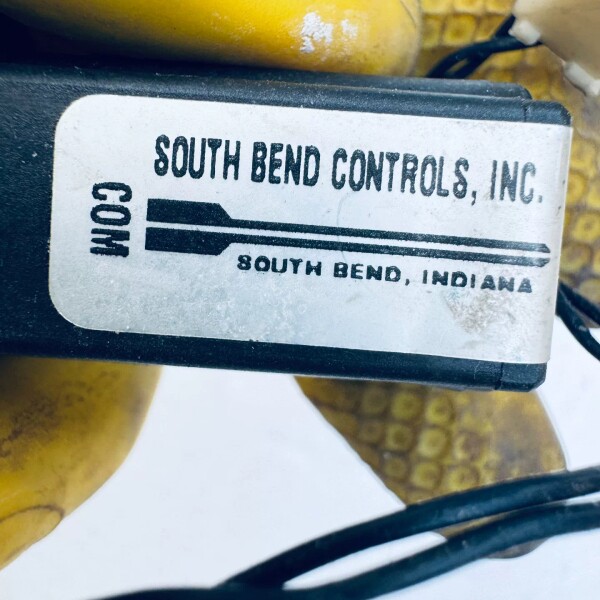 SOUTH BEND CONTROLS, INC.
COM
SOUTH BEND, INDIANA